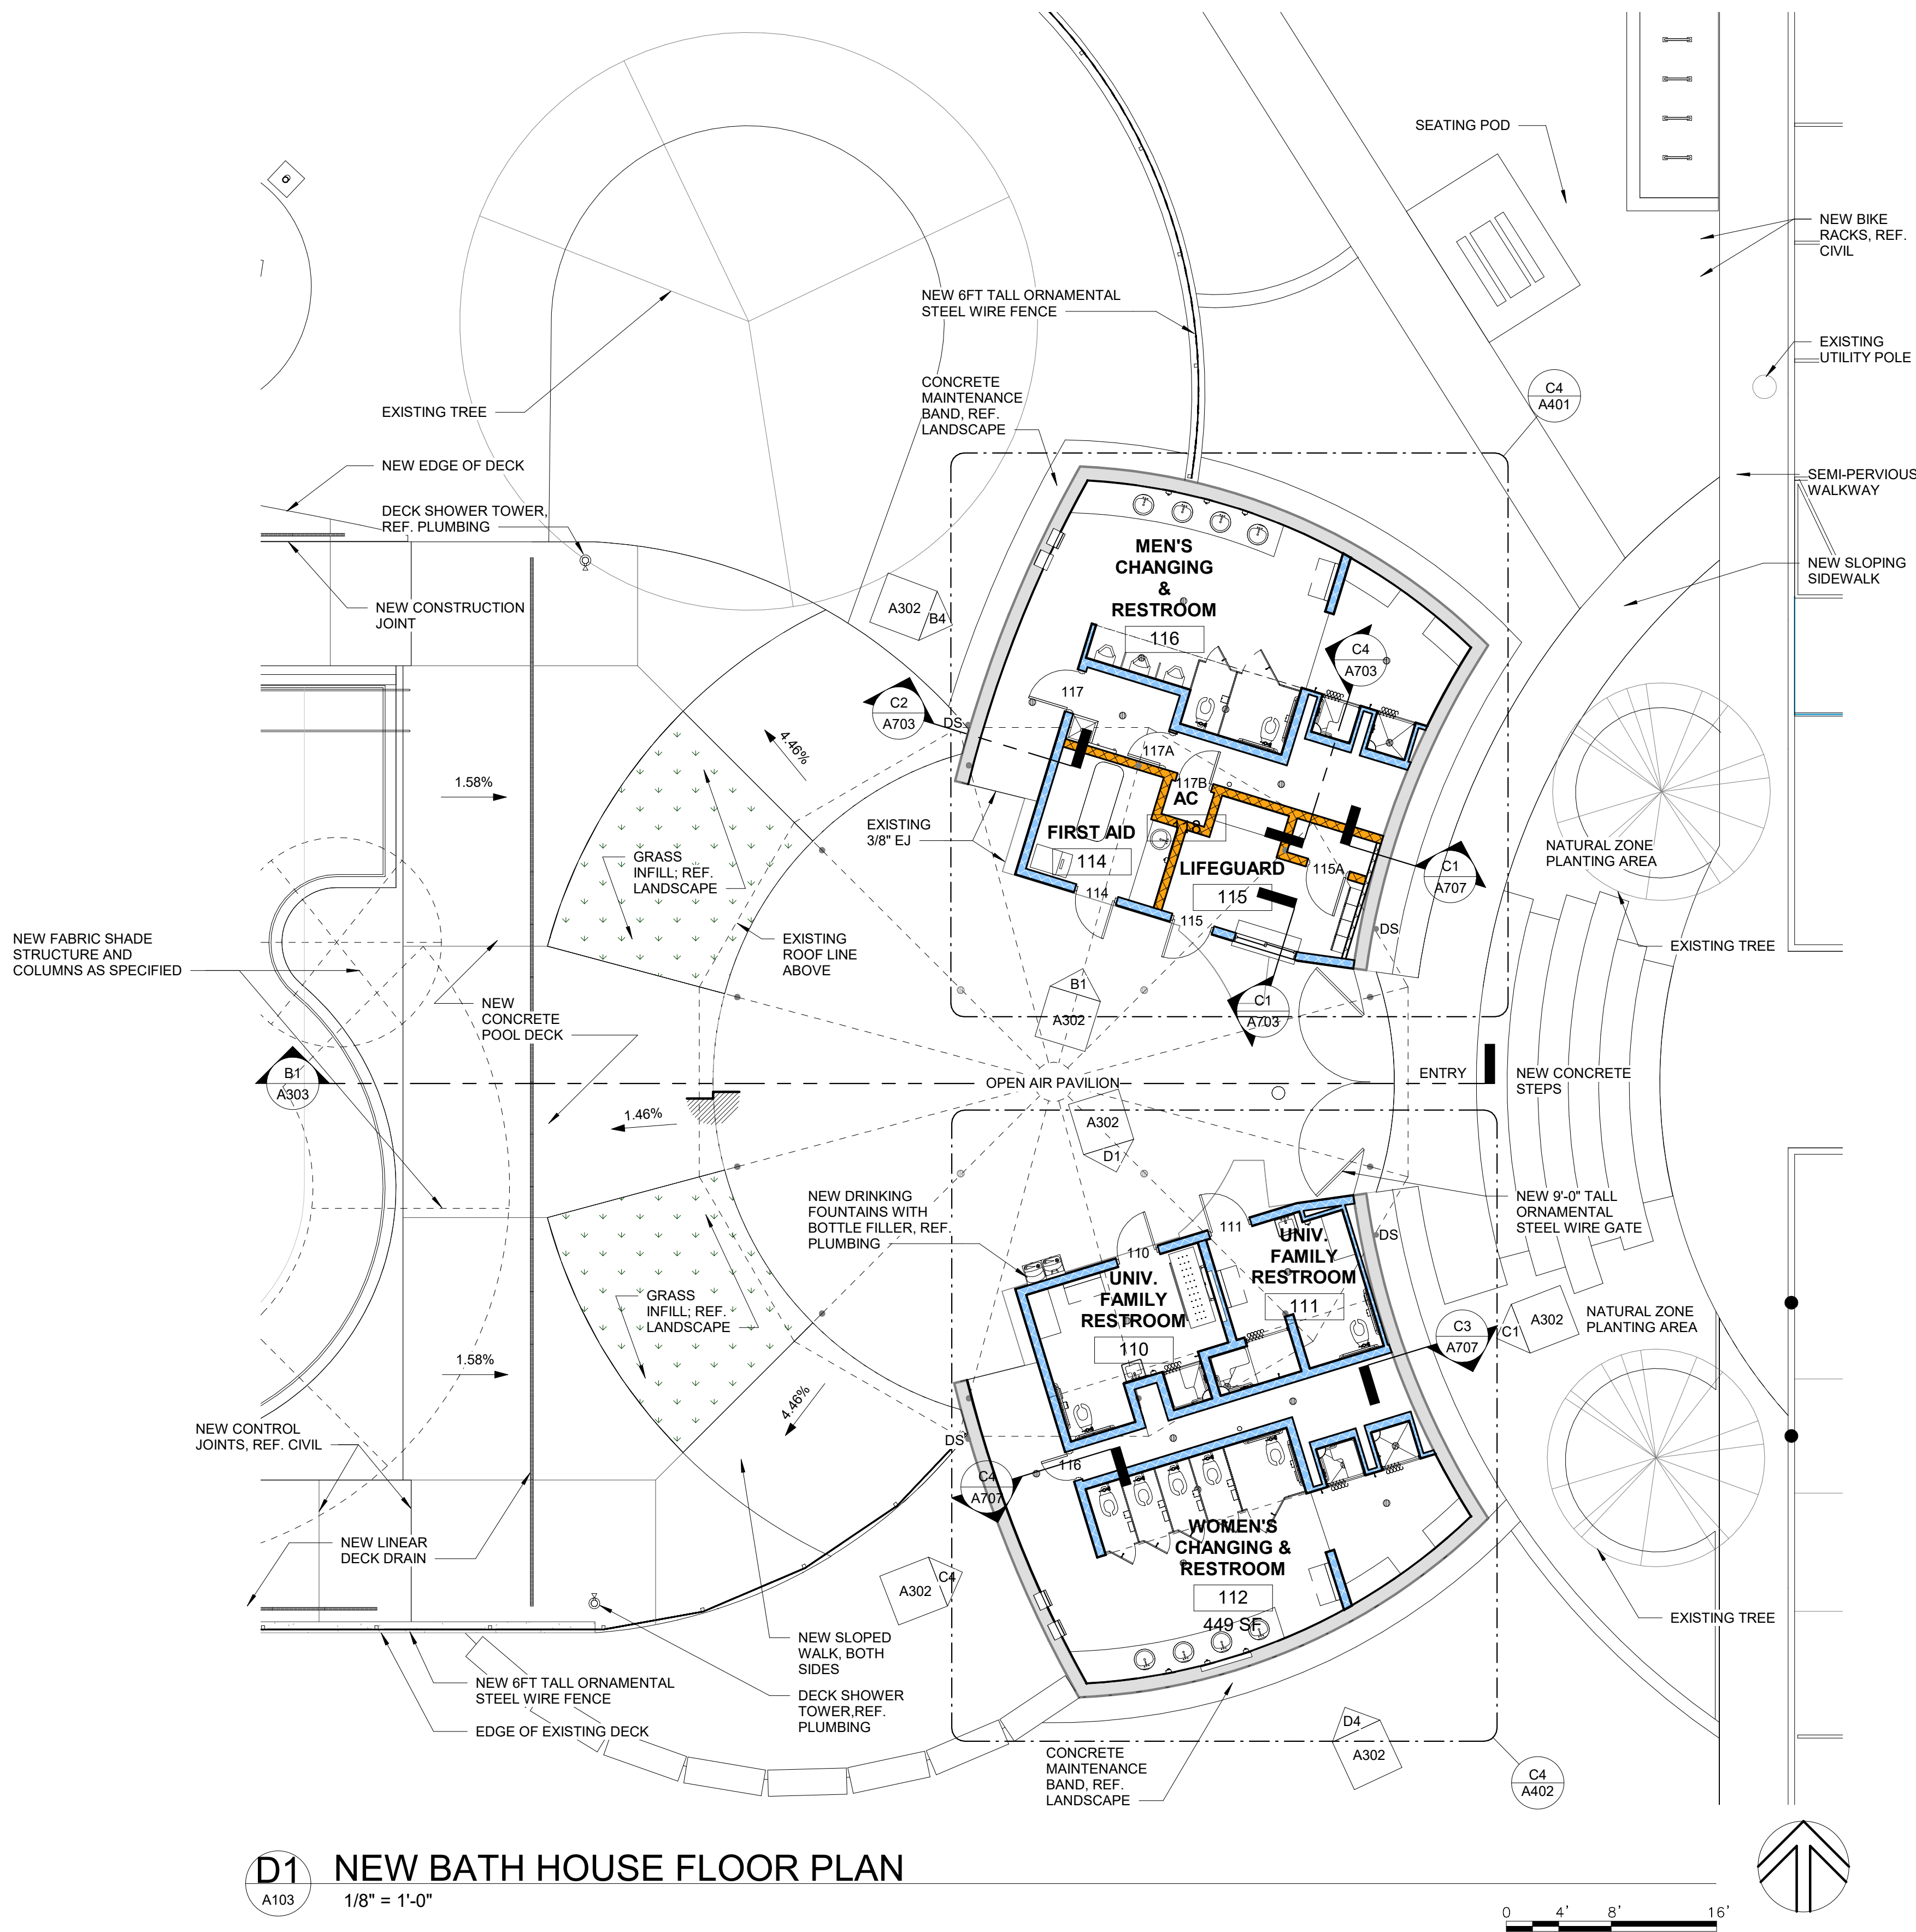 SEATING POD
6
NEW BIKE
RACKS, REF.
CIVIL
NEW 6FT TALL ORNAMENTAL
STEEL WIRE FENCE
EXISTING
UTILITY POLE
CONCRETE
MAINTENANCE
BAND, REF.
LANDSCAPE
C4
A401
EXISTING TREE
NEW EDGE OF DECK
SEMI-PERVIOUS
WALKWAY
DECK SHOWER TOWER,
REF. PLUMBING
MEN'S
CHANGING
&
RESTROOM
116
NEW SLOPING
SIDEWALK
NEW CONSTRUCTION
JOINT
A302
B4
C4
A703
117
C2
A703
DS
4.46%
117A
1.58%
117B
AC
EXISTING
3/8" EJ
FIRST AID
114
LIFEGUARD
115
115A
C1
A707
NATURAL ZONE
PLANTING AREA
GRASS
INFILL; REF.
LANDSCAPE
114
115
DS
EXISTING TREE
NEW FABRIC SHADE
STRUCTURE AND
COLUMNS AS SPECIFIED
EXISTING
ROOF LINE
ABOVE
B1
A302
C1
A703
NEW
CONCRETE
POOL DECK
B1
A303
OPEN AIR PAVILION
ENTRY
NEW CONCRETE
STEPS
1.46%
A302
D1
NEW DRINKING
FOUNTAINS WITH
BOTTLE FILLER, REF.
PLUMBING
NEW 9'-0" TALL
ORNAMENTAL
STEEL WIRE GATE
111
DS
110
UNIV.
FAMILY
RESTROOM
111
UNIV.
FAMILY
RESTROOM
110
GRASS
INFILL; REF.
LANDSCAPE
C3
A707
C1
A302
NATURAL ZONE
PLANTING AREA
1.58%
4.46%
NEW CONTROL
JOINTS, REF. CIVIL
DS
116
C4
A707
WOMEN'S
CHANGING &
RESTROOM
112
449 SF
NEW LINEAR
DECK DRAIN
A302
C4
EXISTING TREE
NEW SLOPED
WALK, BOTH
SIDES
NEW 6FT TALL ORNAMENTAL
STEEL WIRE FENCE
DECK SHOWER
TOWER,REF.
PLUMBING
EDGE OF EXISTING DECK
D4
A302
CONCRETE
MAINTENANCE
BAND, REF.
LANDSCAPE
C4
A402
D1
A103
NEW BATH HOUSE FLOOR PLAN
1/8" = 1'-0"
0 4' 8' 16'